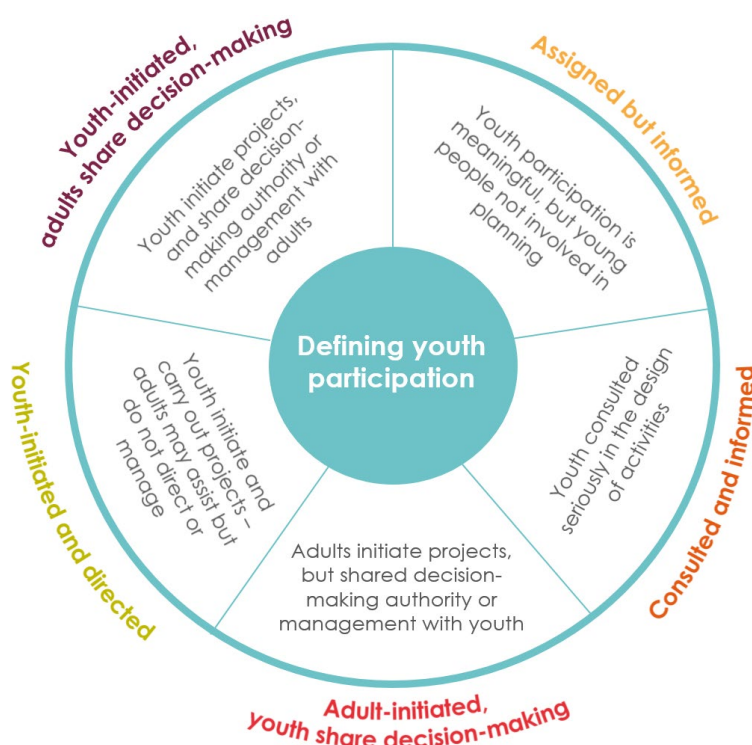 Defining youth
participation
Assigned but informed
Youth participation is
meaningful, but young
people not involved in
planning
Consulted and informed
Youth consulted
seriously in the design
of activities
Adult-initiated,
youth share decision-making
Adults initiate projects,
but shared decision-
making authority or
management with youth
Youth-initiated and directed
Youth initiate and
carry out projects –
adults may assist but
do not direct or
manage
Youth-initiated,
adults share decision-making
Youth initiate projects,
and share decision-
making authority or
management with
adults